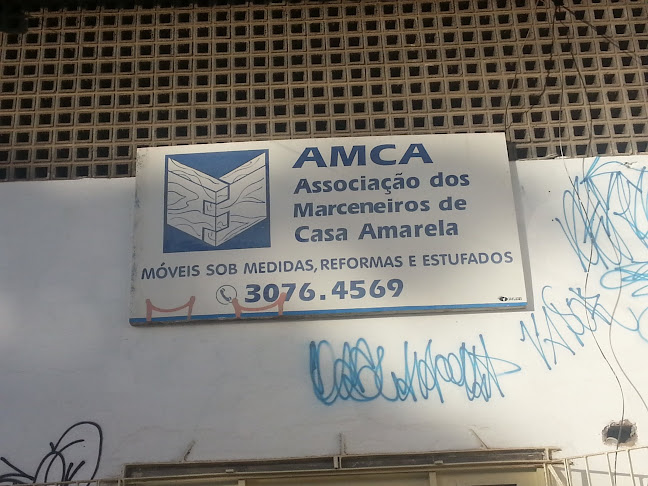 AMCA
Associação dos
Marceneiros de
Casa Amarela
MÓVEIS SOB MEDIDAS, REFORMAS E ESTUFADOS
3076.4569